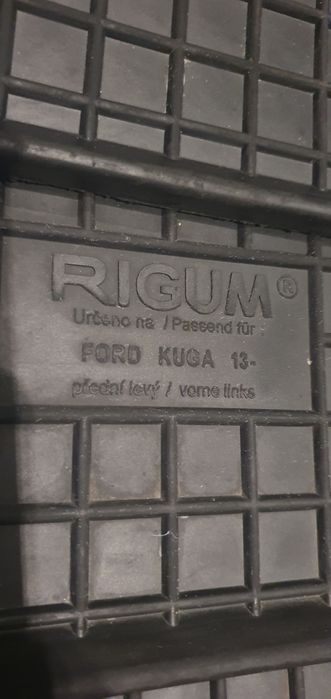 RIGUM®
Určeno na / Passend für :
FORD KUGA 13-
přední levý / vorne links